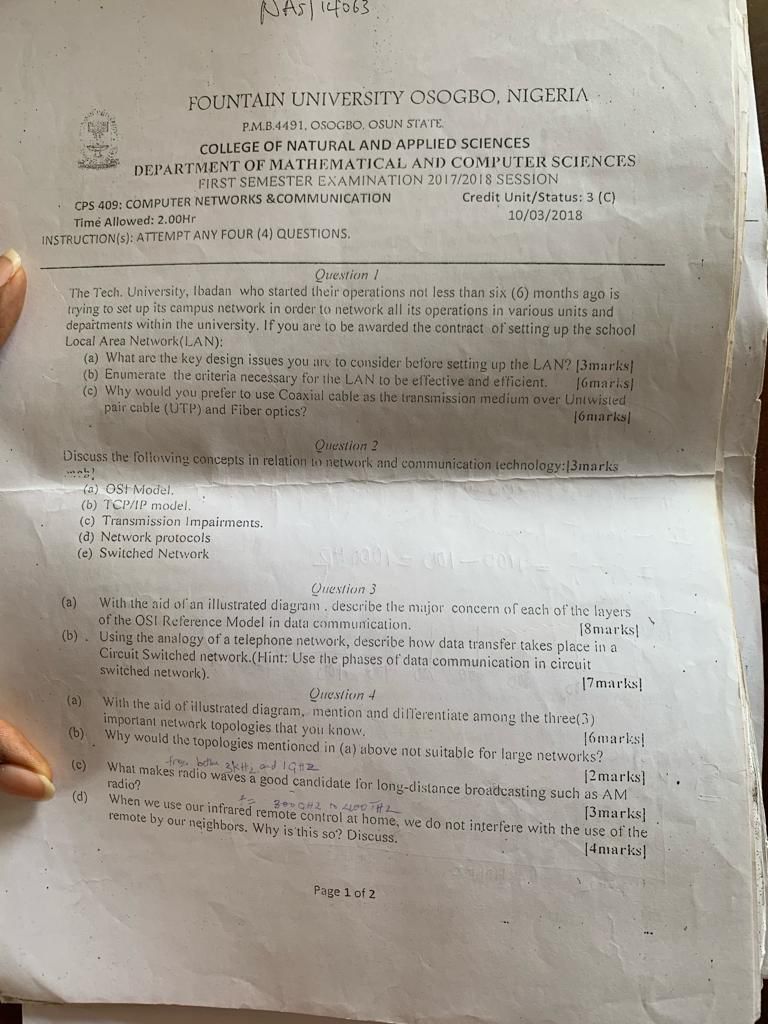 NAS/14063
FOUNTAIN UNIVERSITY OSOGBO, NIGERIA
P.M.B.4491, OSOGBO, OSUN STATE.
COLLEGE OF NATURAL AND APPLIED SCIENCES
DEPARTMENT OF MATHEMATICAL AND COMPUTER SCIENCES
FIRST SEMESTER EXAMINATION 2017/2018 SESSION
CPS 409: COMPUTER NETWORKS &COMMUNICATION Credit Unit/Status: 3 (C)
Time Allowed: 2.00Hr 10/03/2018
INSTRUCTION(s): ATTEMPT ANY FOUR (4) QUESTIONS.
Question 1
The Tech. University, Ibadan who started their operations not less than six (6) months ago is
trying to set up its campus network in order to network all its operations in various units and
departments within the university. If you are to be awarded the contract of setting up the school
Local Area Network(LAN):
(a) What are the key design issues you are to consider before setting up the LAN? [3marks]
(b) Enumerate the criteria necessary for the LAN to be effective and efficient. [6marks]
(c) Why would you prefer to use Coaxial cable as the transmission medium over Untwisted
pair cable (UTP) and Fiber optics? [6marks]
Question 2
Discuss the following concepts in relation to network and communication technology:[3marks
(a) OSI Model.
(b) TCP/IP model.
(c) Transmission Impairments.
(d) Network protocols
(e) Switched Network
Question 3
(a) With the aid of an illustrated diagram , describe the major concern of each of the layers
of the OSI Reference Model in data communication. [8marks]
(b) . Using the analogy of a telephone network, describe how data transfer takes place in a
Circuit Switched network.(Hint: Use the phases of data communication in circuit
switched network). [7marks]
Question 4
(a) With the aid of illustrated diagram, mention and differentiate among the three(3)
important network topologies that you know. [6marks]
(b) Why would the topologies mentioned in (a) above not suitable for large networks?
[2marks]
3KHz and 1GHz
(c) What makes radio waves a good candidate for long-distance broadcasting such as AM
radio? [3marks]
300GHz to 400THz
(d) When we use our infrared remote control at home, we do not interfere with the use of the
remote by our neighbors. Why is this so? Discuss. [4marks]
Page 1 of 2